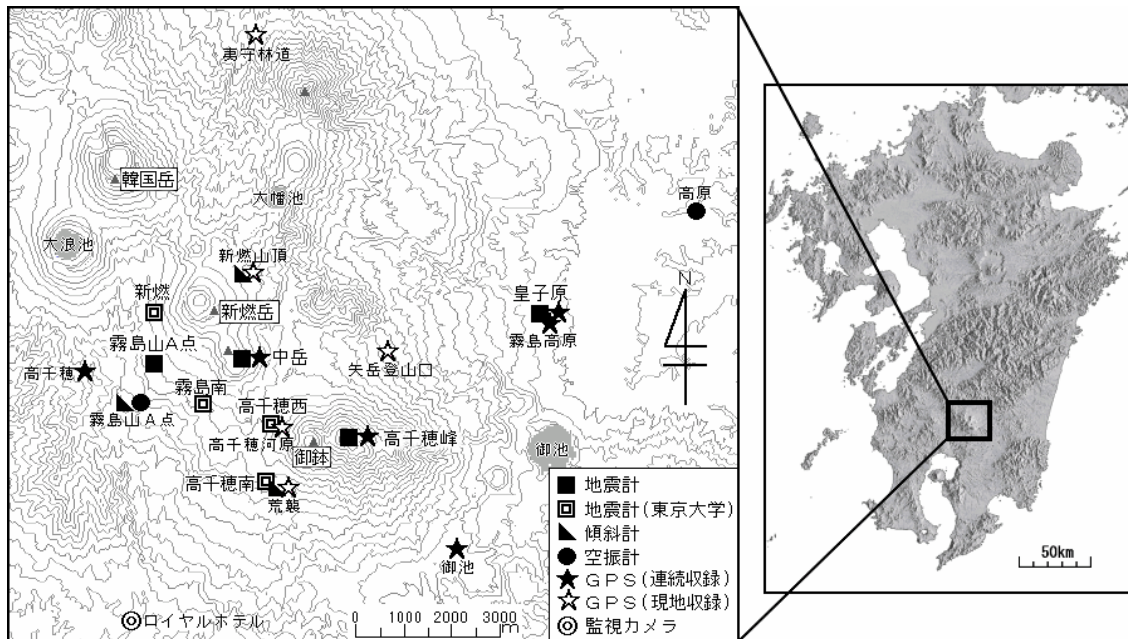 夷守林道
韓国岳
大幡池
高原
大浪池
新燃山頂
新燃
新燃岳
皇子原
霧島高原
N
霧島山A点
中岳
矢岳登山口
高千穂
霧島山A点
霧島南
高千穂西
高千穂河原
御鉢
高千穂峰
御池
高千穂南
荒襲
御池
ロイヤルホテル
0 1000 2000 3000
m
地震計
地震計(東京大学)
傾斜計
空振計
GPS(連続収録)
GPS(現地収録)
監視カメラ
50km